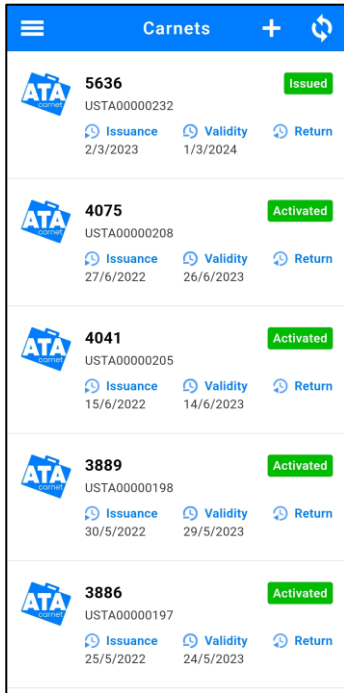 Carnets
ATA carnet
5636 Issued
USTA00000232
Issuance Validity Return
2/3/2023 1/3/2024
ATA carnet
4075 Activated
USTA00000208
Issuance Validity Return
27/6/2022 26/6/2023
ATA carnet
4041 Activated
USTA00000205
Issuance Validity Return
15/6/2022 14/6/2023
ATA carnet
3889 Activated
USTA00000198
Issuance Validity Return
30/5/2022 29/5/2023
ATA carnet
3886 Activated
USTA00000197
Issuance Validity Return
25/5/2022 24/5/2023